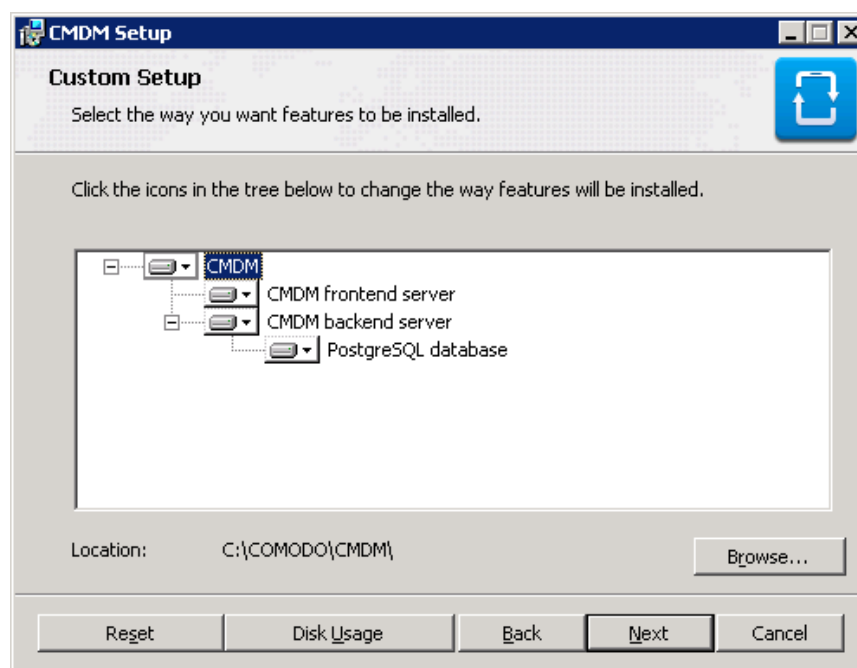 CMDM Setup
Custom Setup
Select the way you want features to be installed.
Click the icons in the tree below to change the way features will be installed.
CMDM
CMDM frontend server
CMDM backend server
PostgreSQL database
Location: C:\COMODO\CMDM\
Browse...
Reset Disk Usage Back Next Cancel